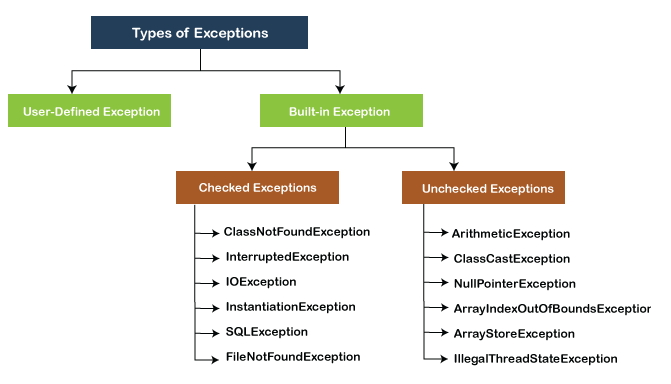 Types of Exceptions
User-Defined Exception
Built-in Exception
Checked Exceptions
ClassNotFoundException
InterruptedException
IOException
InstantiationException
SQLException
FileNotFoundException
Unchecked Exceptions
ArithmeticException
ClassCastException
NullPointerException
ArrayIndexOutOfBoundsException
ArrayStoreException
IllegalThreadStateException